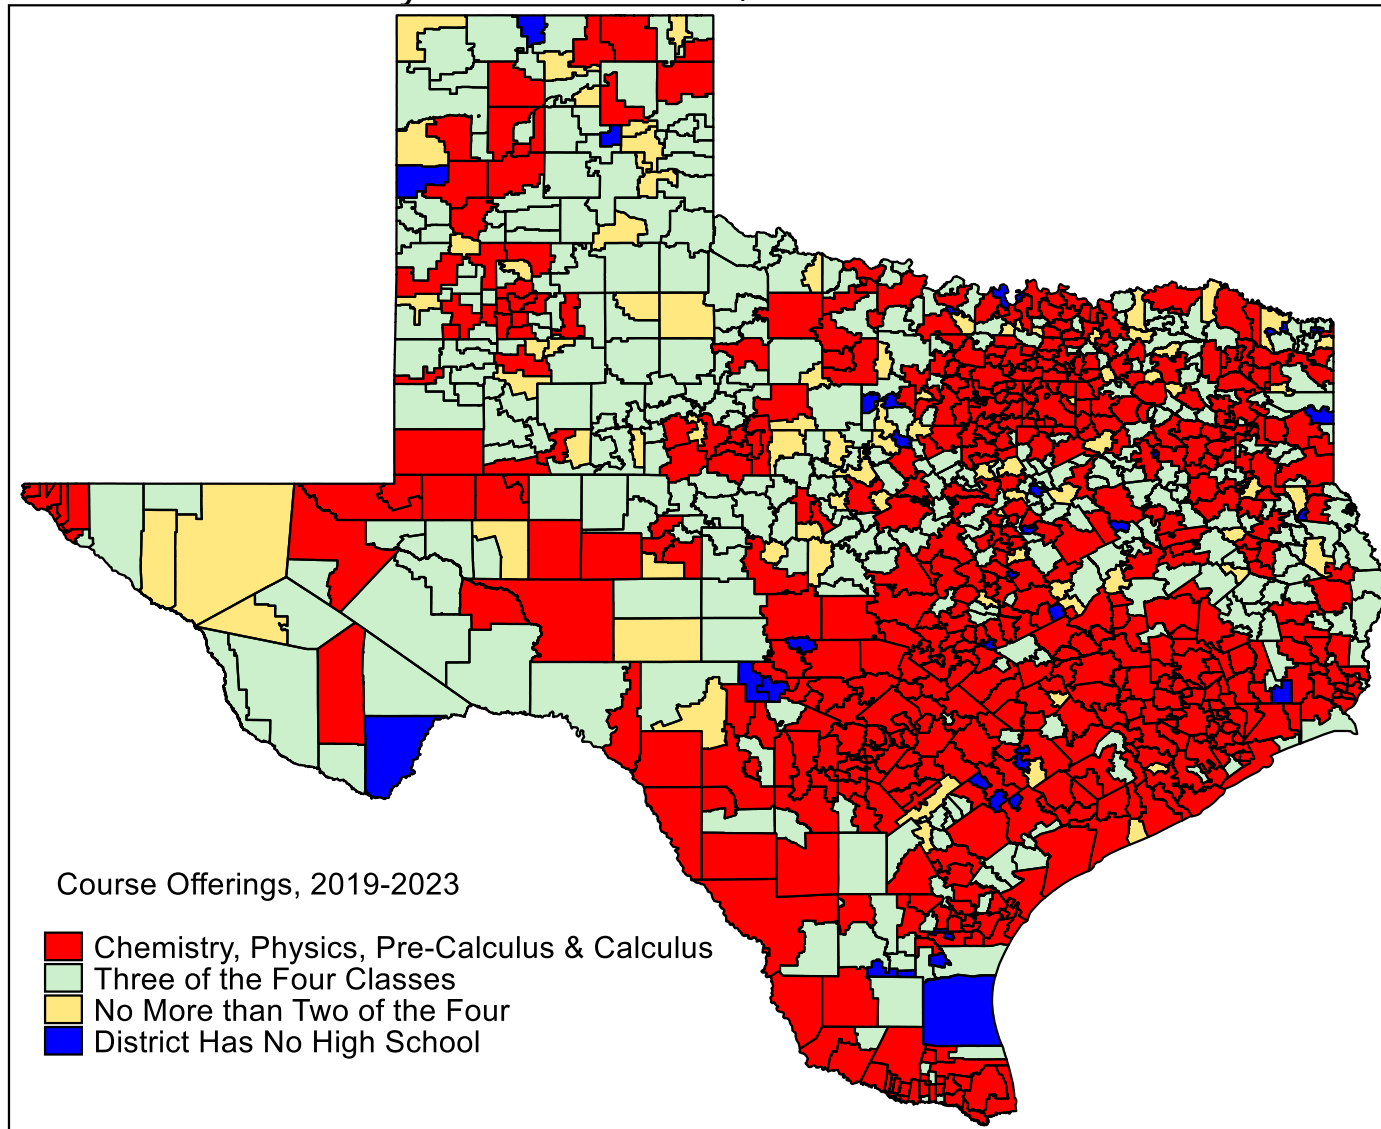 Course Offerings, 2019-2023
Chemistry, Physics, Pre-Calculus & Calculus
Three of the Four Classes
No More than Two of the Four
District Has No High School